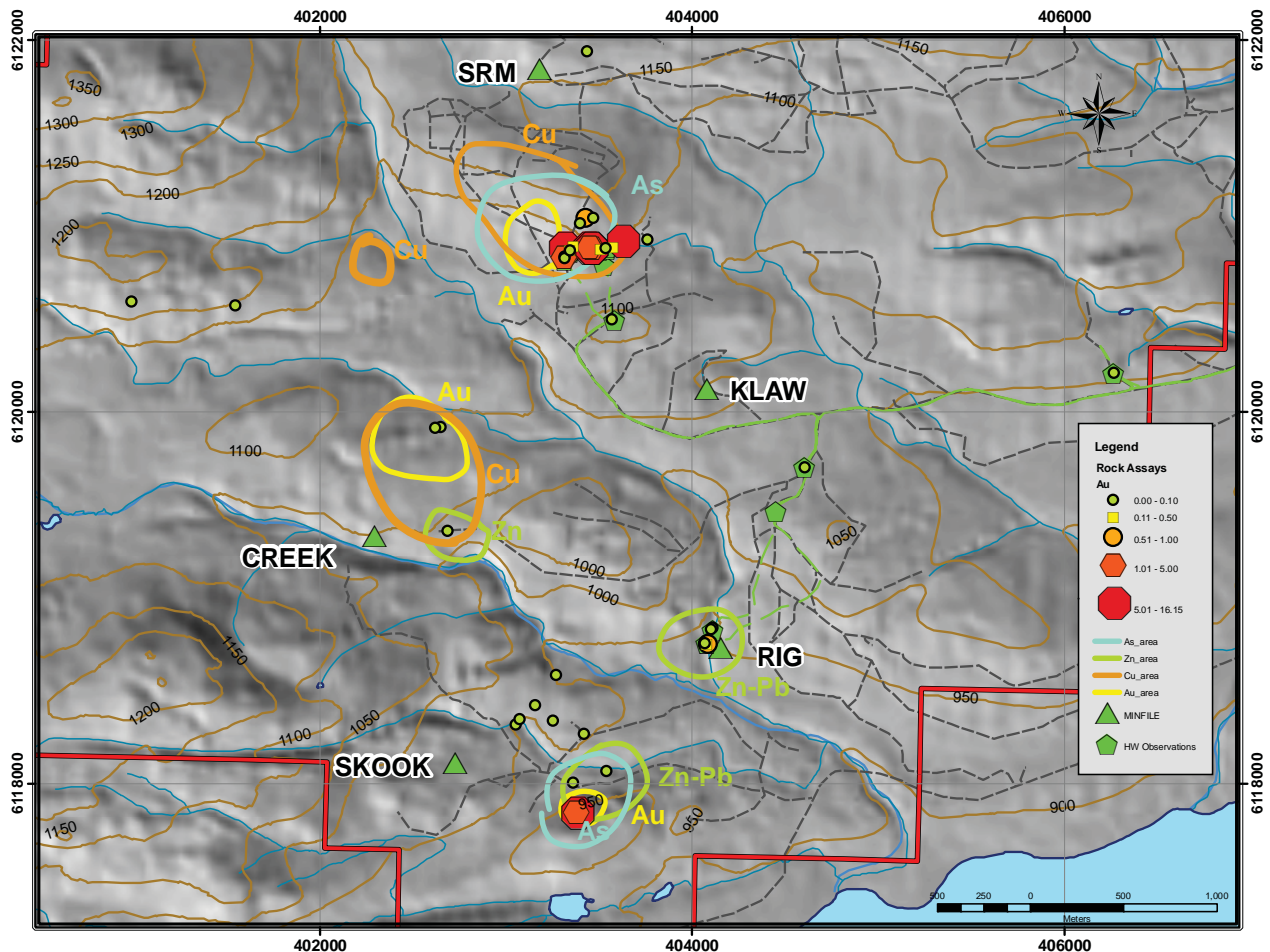 402000
404000
406000
6122000
6122000
1150
SRM
1150
1350
1100
N
W
E
S
1300
1300
Cu
1250
As
1200
1200
Cu
Au
1100
KLAW
6120000
6120000
Au
1100
Cu
Legend
Rock Assays
Au
0.00 - 0.10
0.11 - 0.50
0.51 - 1.00
1.01 - 5.00
5.01 - 16.15
As_area
Zn_area
Cu_area
Au_area
MINFILE
HW Observations
Zn
1050
CREEK
1000
1000
1150
RIG
Zn-Pb
950
1200
1050
1100
SKOOK
Zn-Pb
6118000
6118000
950
Au
As
950
900
1150
500
250
0
500
1,000
Meters
402000
404000
406000